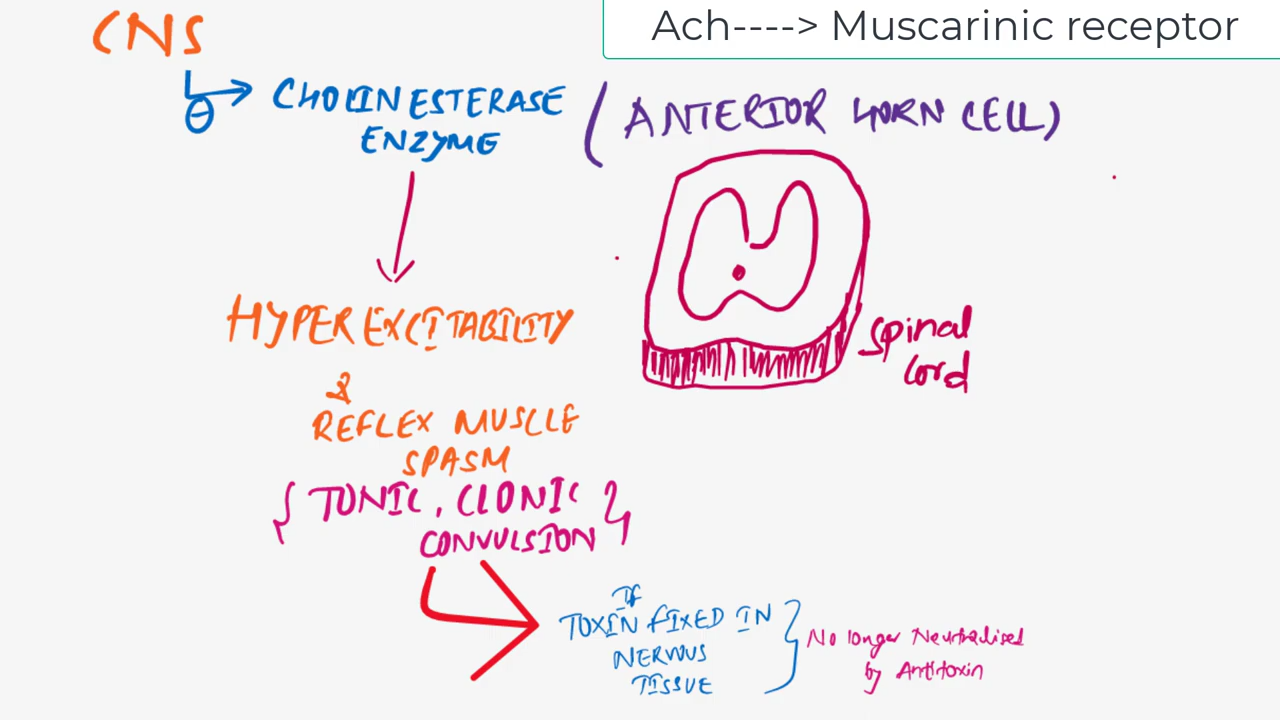 CNS
Ach----> Muscarinic receptor
CHOLINESTERASE
ENZYME
(ANTERIOR HORN CELL)
HYPEREXCITABILITY
&
REFLEX MUSCLE
SPASM
{ TONIC, CLONIC }
CONVULSION
Spinal
Cord
If
TOXIN FIXED IN
NERVOUS
TISSUE
No longer Neutralised
by Antitoxin